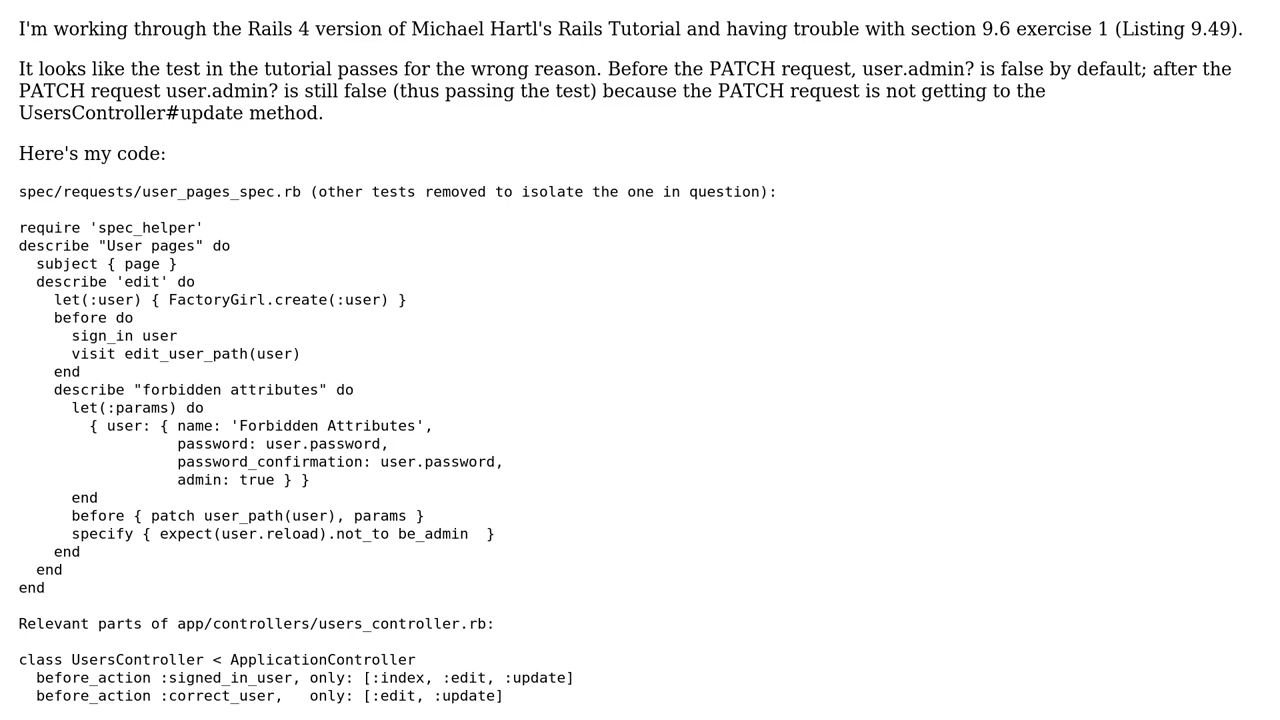 I'm working through the Rails 4 version of Michael Hartl's Rails Tutorial and having trouble with section 9.6 exercise 1 (Listing 9.49).
It looks like the test in the tutorial passes for the wrong reason. Before the PATCH request, user.admin? is false by default; after the
PATCH request user.admin? is still false (thus passing the test) because the PATCH request is not getting to the
UsersController#update method.
Here's my code:
spec/requests/user_pages_spec.rb (other tests removed to isolate the one in question):
require 'spec_helper'
describe "User pages" do
  subject { page }
  describe 'edit' do
    let(:user) { FactoryGirl.create(:user) }
    before do
      sign_in user
      visit edit_user_path(user)
    end
    describe "forbidden attributes" do
      let(:params) do
        { user: { name: 'Forbidden Attributes',
                  password: user.password,
                  password_confirmation: user.password,
                  admin: true } }
      end
      before { patch user_path(user), params }
      specify { expect(user.reload).not_to be_admin  }
    end
  end
end
Relevant parts of app/controllers/users_controller.rb:
class UsersController < ApplicationController
  before_action :signed_in_user, only: [:index, :edit, :update]
  before_action :correct_user,   only: [:edit, :update]